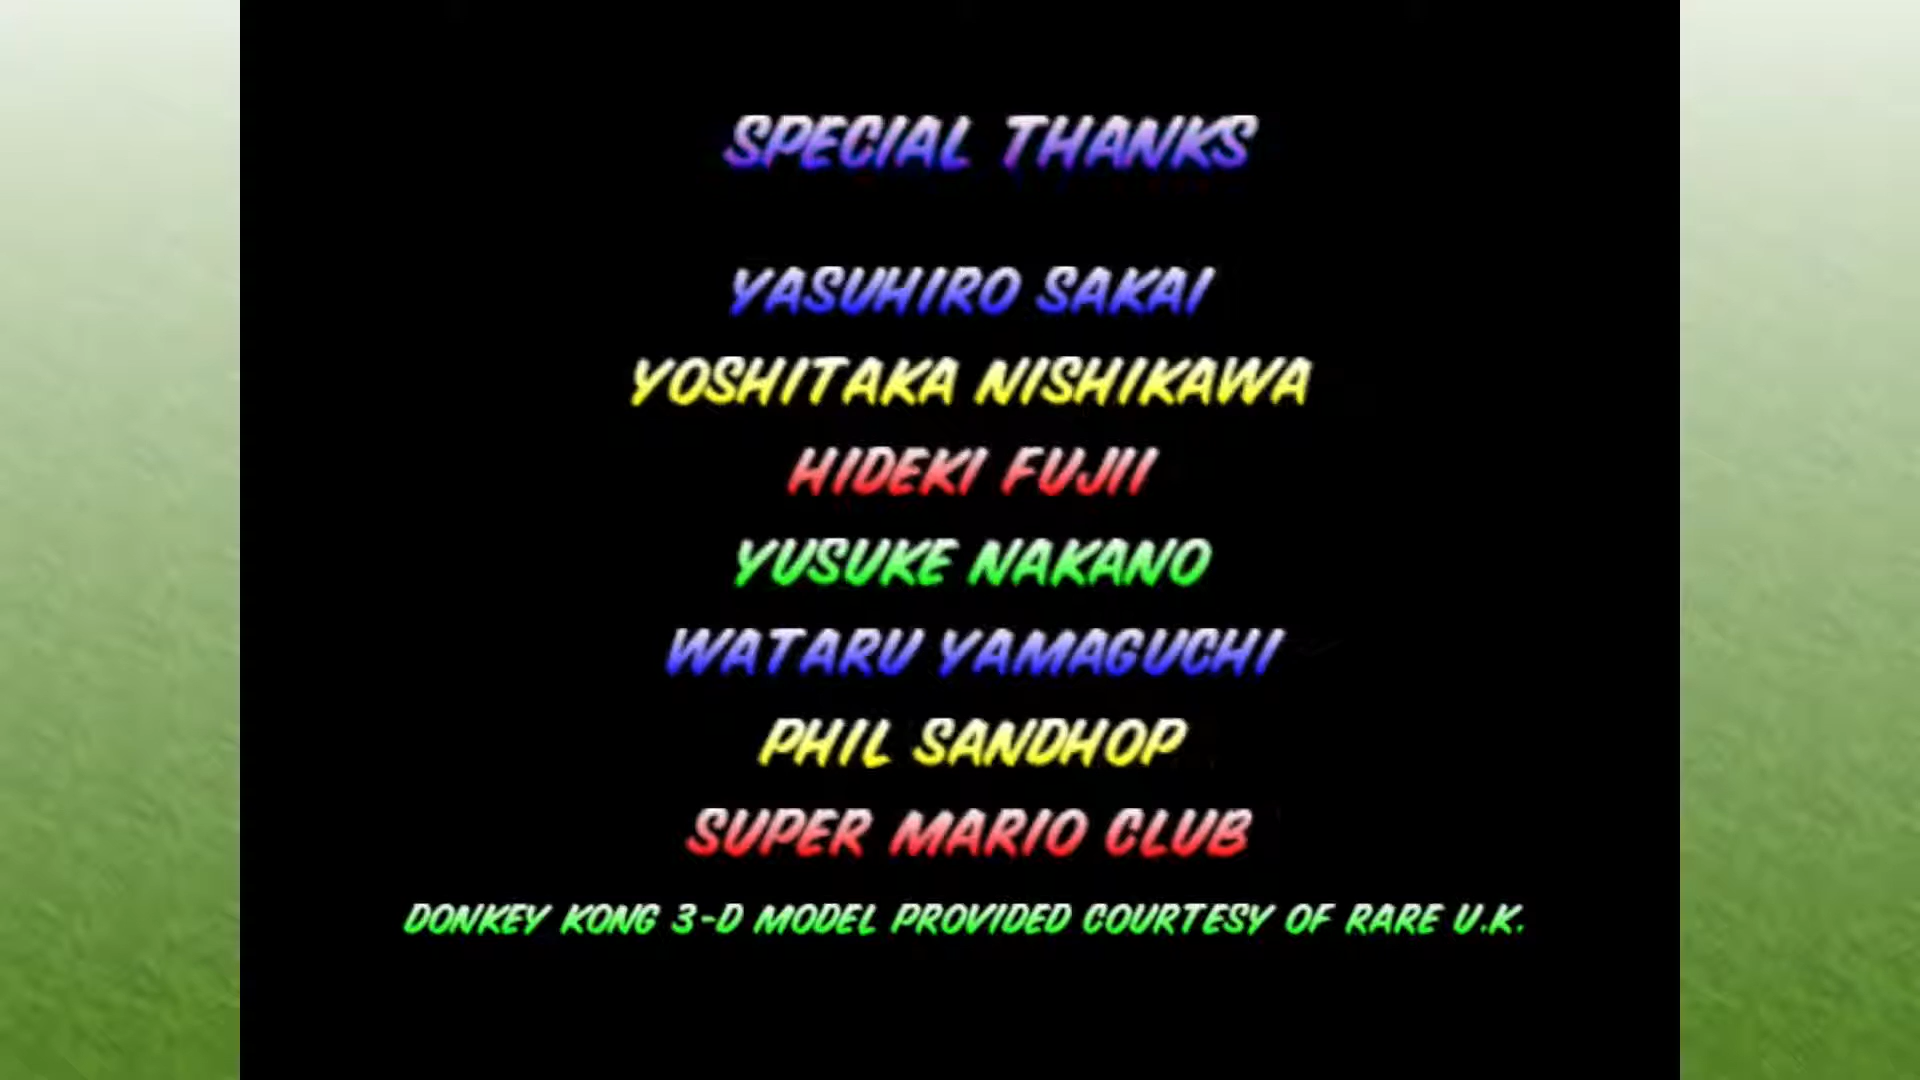 SPECIAL THANKS
YASUHIRO SAKAI
YOSHITAKA NISHIKAWA
HIDEKI FUJII
YUSUKE NAKANO
WATARU YAMAGUCHI
PHIL SANDHOP
SUPER MARIO CLUB
DONKEY KONG 3-D MODEL PROVIDED COURTESY OF RARE U.K.